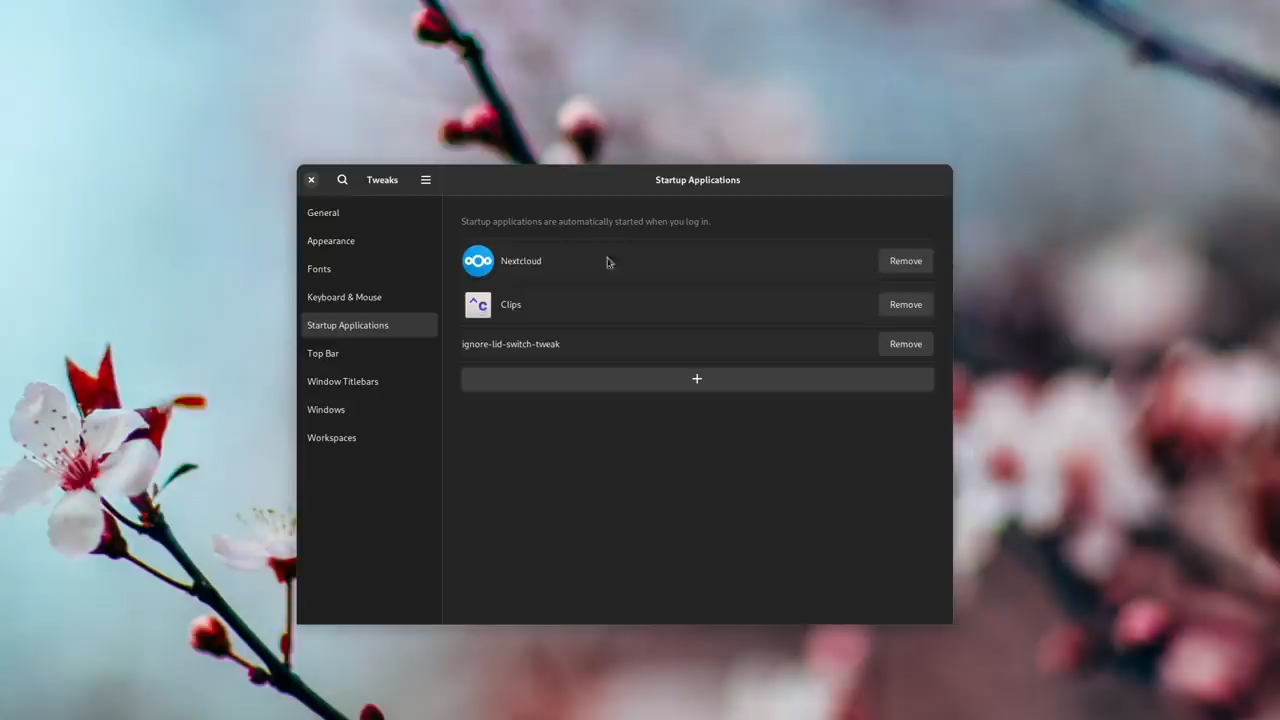 Tweaks
Startup Applications
General
Appearance
Fonts
Keyboard & Mouse
Startup Applications
Top Bar
Window Titlebars
Windows
Workspaces
Startup applications are automatically started when you log in.
Nextcloud
Remove
^c
Clips
Remove
ignore-lid-switch-tweak
Remove
+